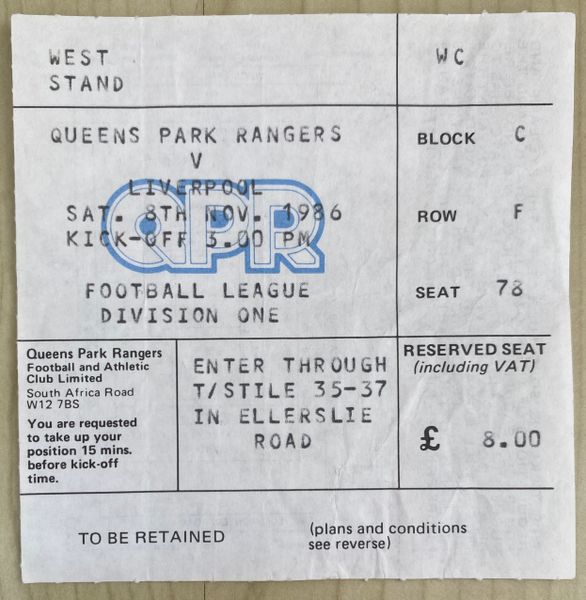 WEST
STAND
WC
QUEENS PARK RANGERS
V
LIVERPOOL
SAT. 8TH NOV. 1986
KICK-OFF 3.00 PM
QPR
FOOTBALL LEAGUE
DIVISION ONE
BLOCK C
ROW F
SEAT 78
Queens Park Rangers
Football and Athletic
Club Limited
South Africa Road
W12 7BS
You are requested
to take up your
position 15 mins.
before kick-off
time.
ENTER THROUGH
T/STILE 35-37
IN ELLERSLIE
ROAD
RESERVED SEAT
(including VAT)
£ 8.00
TO BE RETAINED
(plans and conditions
see reverse)